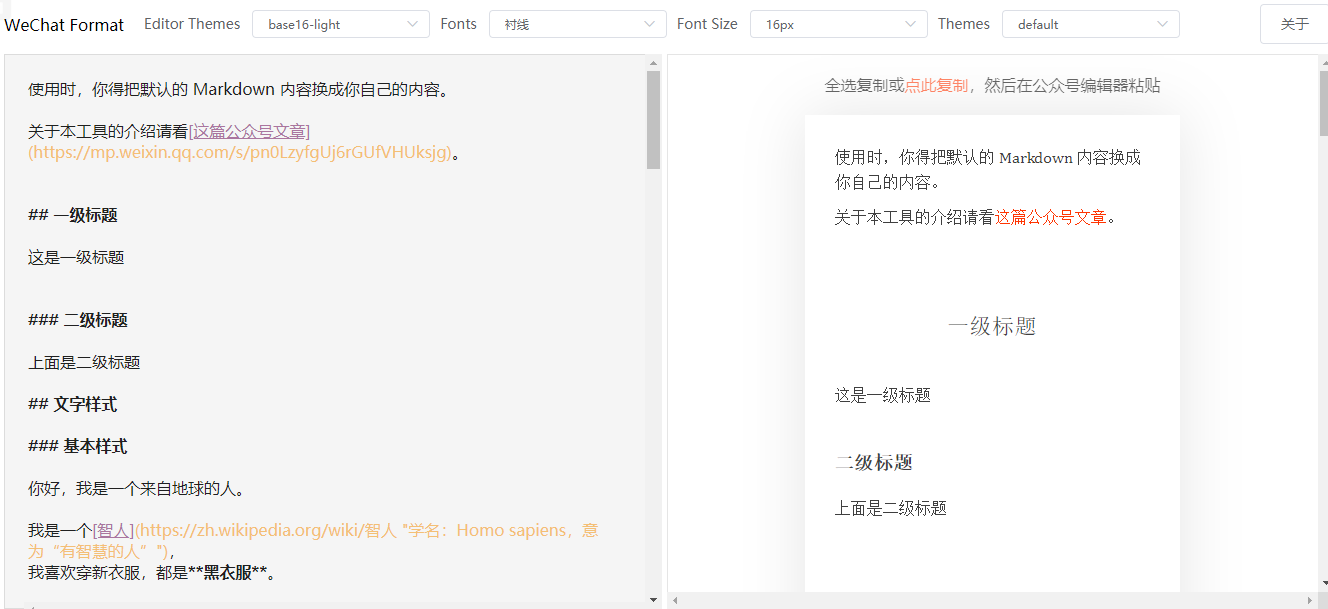 WeChat Format Editor Themes base16-light Fonts 衬线 Font Size 16px Themes default 关于
使用时，你得把默认的 Markdown 内容换成你自己的内容。
关于本工具的介绍请看[这篇公众号文章]
(https://mp.weixin.qq.com/s/pn0LzyfgUj6rGUfVHUksjg)。
## 一级标题
这是一级标题
### 二级标题
上面是二级标题
## 文字样式
### 基本样式
你好，我是一个来自地球的人。
我是一个[智人](https://zh.wikipedia.org/wiki/智人 "学名：Homo sapiens，意
为“有智慧的人”")，
我喜欢穿新衣服，都是**黑衣服**。
全选复制或点此复制，然后在公众号编辑器粘贴
使用时，你得把默认的 Markdown 内容换成
你自己的内容。
关于本工具的介绍请看这篇公众号文章。
一级标题
这是一级标题
二级标题
上面是二级标题